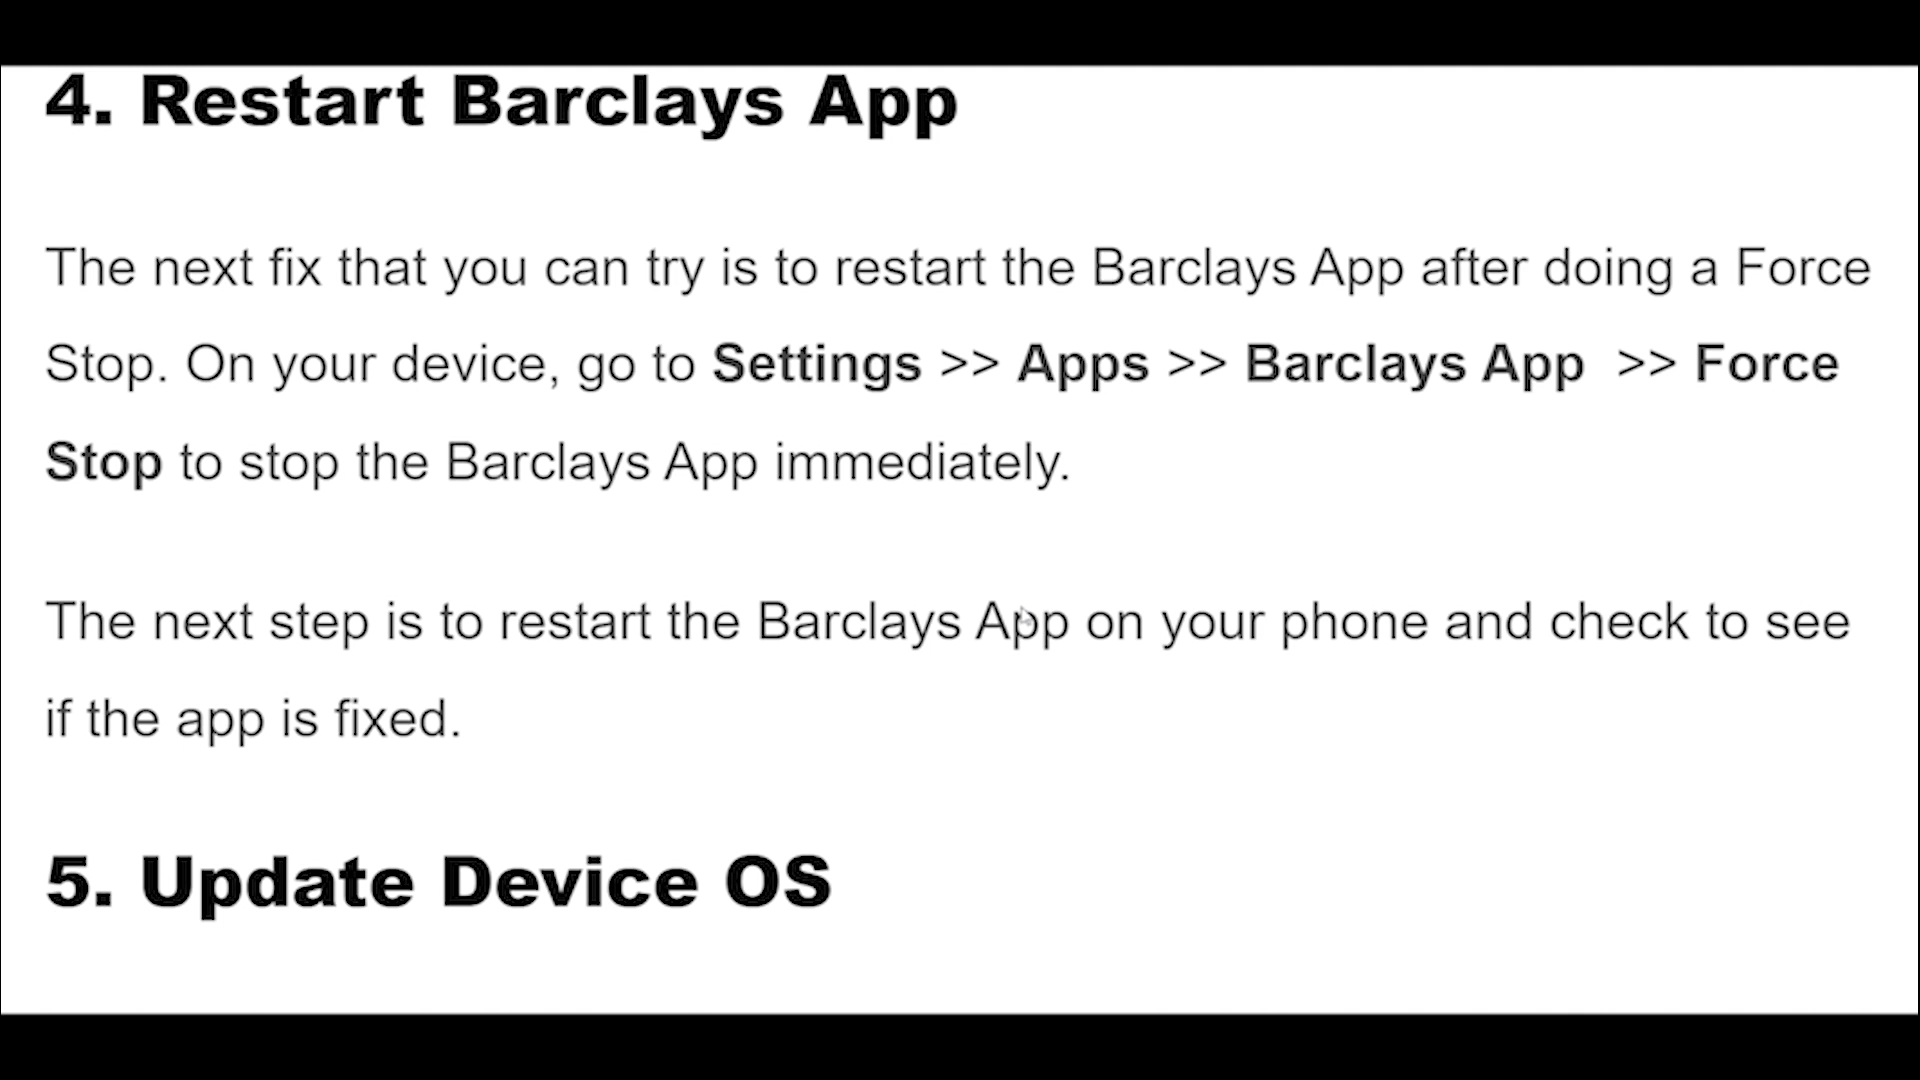 4. Restart Barclays App
The next fix that you can try is to restart the Barclays App after doing a Force
Stop. On your device, go to Settings >> Apps >> Barclays App >> Force
Stop to stop the Barclays App immediately.
The next step is to restart the Barclays App on your phone and check to see
if the app is fixed.
5. Update Device OS